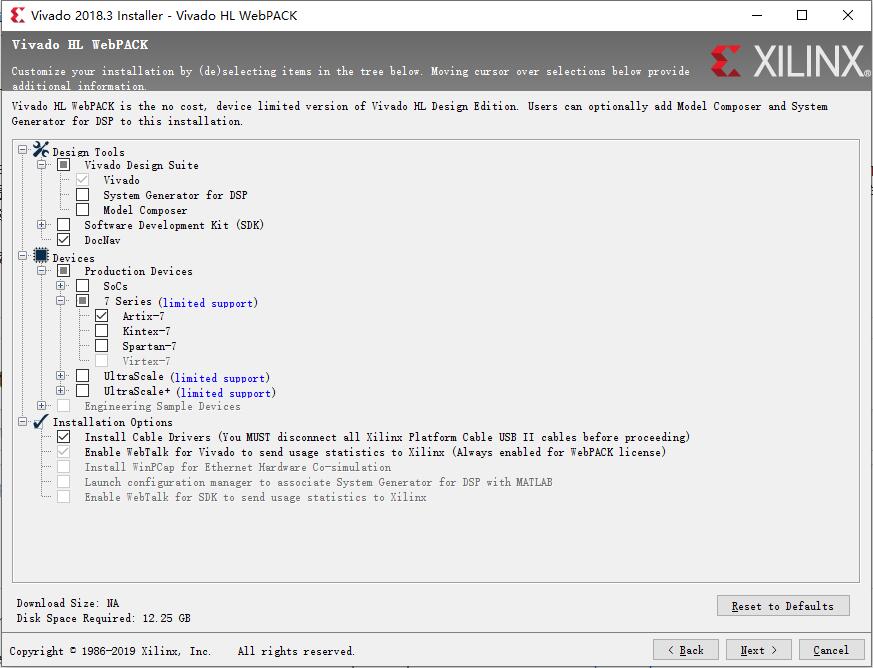 Vivado 2018.3 Installer - Vivado HL WebPACK
Vivado HL WebPACK
Customize your installation by (de)selecting items in the tree below. Moving cursor over selections below provide
additional information.
XILINX®
Vivado HL WebPACK is the no cost, device limited version of Vivado HL Design Edition. Users can optionally add Model Composer and System
Generator for DSP to this installation.
Design Tools
Vivado Design Suite
Vivado
System Generator for DSP
Model Composer
Software Development Kit (SDK)
DocNav
Devices
Production Devices
SoCs
7 Series (limited support)
Artix-7
Kintex-7
Spartan-7
Virtex-7
UltraScale (limited support)
UltraScale+ (limited support)
Engineering Sample Devices
Installation Options
Install Cable Drivers (You MUST disconnect all Xilinx Platform Cable USB II cables before proceeding)
Enable WebTalk for Vivado to send usage statistics to Xilinx (Always enabled for WebPACK license)
Install WinPCap for Ethernet Hardware Co-simulation
Launch configuration manager to associate System Generator for DSP with MATLAB
Enable WebTalk for SDK to send usage statistics to Xilinx
Download Size: NA
Disk Space Required: 12.25 GB
Reset to Defaults
Copyright © 1986-2019 Xilinx, Inc. All rights reserved.
< Back
Next >
Cancel